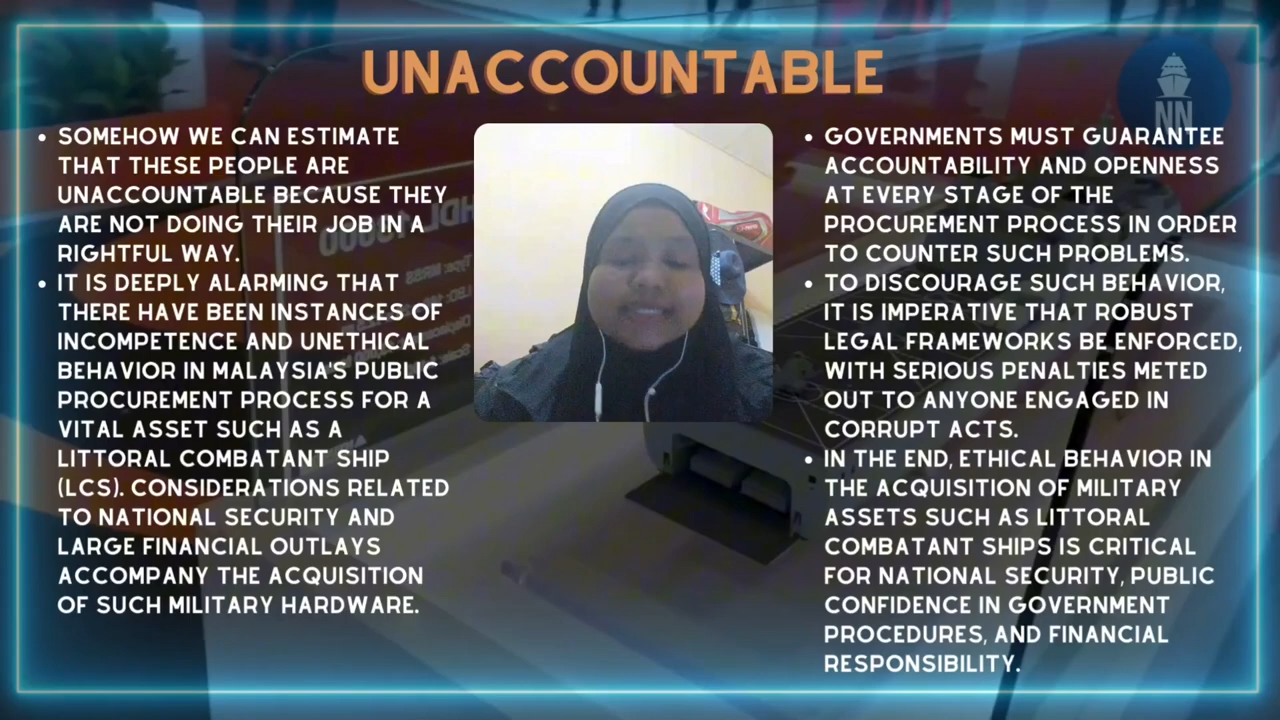 UNACCOUNTABLE
NN
• SOMEHOW WE CAN ESTIMATE
THAT THESE PEOPLE ARE
UNACCOUNTABLE BECAUSE THEY
ARE NOT DOING THEIR JOB IN A
RIGHTFUL WAY.
• IT IS DEEPLY ALARMING THAT
THERE HAVE BEEN INSTANCES OF
INCOMPETENCE AND UNETHICAL
BEHAVIOR IN MALAYSIA'S PUBLIC
PROCUREMENT PROCESS FOR A
VITAL ASSET SUCH AS A
LITTORAL COMBATANT SHIP
(LCS). CONSIDERATIONS RELATED
TO NATIONAL SECURITY AND
LARGE FINANCIAL OUTLAYS
ACCOMPANY THE ACQUISITION
OF SUCH MILITARY HARDWARE.
• GOVERNMENTS MUST GUARANTEE
ACCOUNTABILITY AND OPENNESS
AT EVERY STAGE OF THE
PROCUREMENT PROCESS IN ORDER
TO COUNTER SUCH PROBLEMS.
• TO DISCOURAGE SUCH BEHAVIOR,
IT IS IMPERATIVE THAT ROBUST
LEGAL FRAMEWORKS BE ENFORCED,
WITH SERIOUS PENALTIES METED
OUT TO ANYONE ENGAGED IN
CORRUPT ACTS.
• IN THE END, ETHICAL BEHAVIOR IN
THE ACQUISITION OF MILITARY
ASSETS SUCH AS LITTORAL
COMBATANT SHIPS IS CRITICAL
FOR NATIONAL SECURITY, PUBLIC
CONFIDENCE IN GOVERNMENT
PROCEDURES, AND FINANCIAL
RESPONSIBILITY.